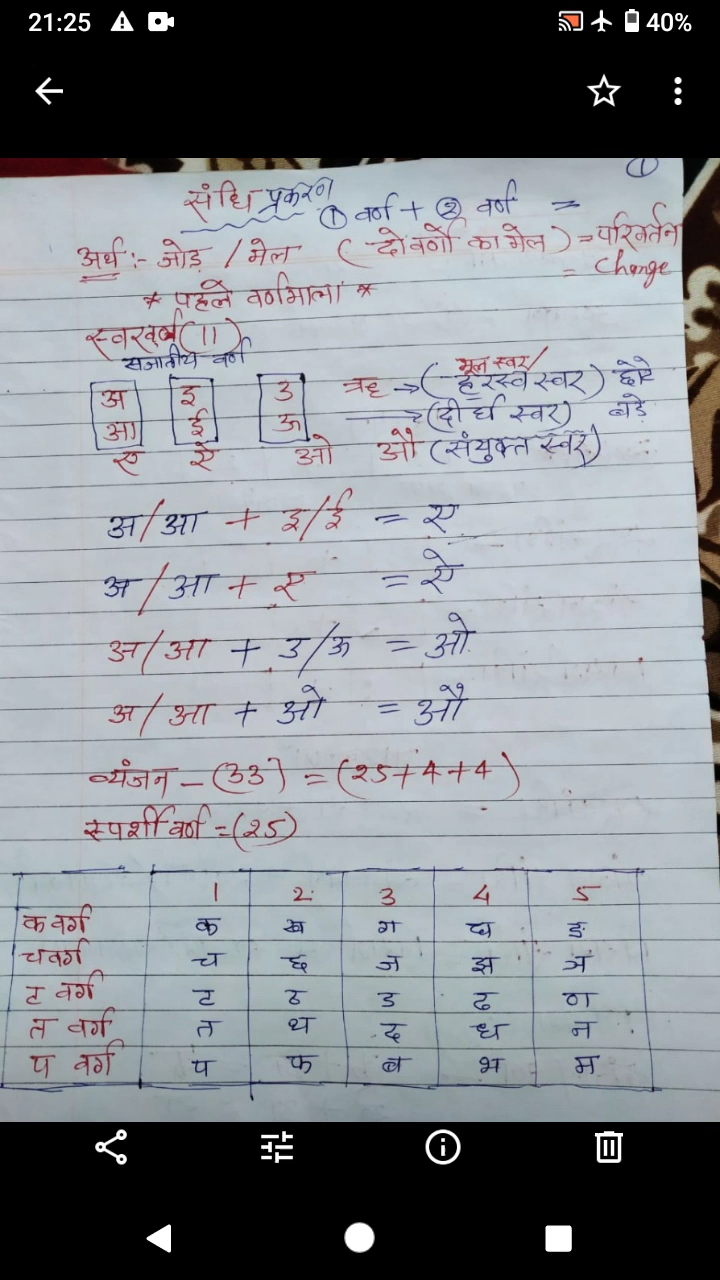 21:25 40%
①
संधि प्रकरण ① वर्ण + ② वर्ण =
अर्थ :- जोड़ / मेल ( दो वर्णों का मेल ) = परिवर्तन
= Change
* पहले वर्णमाला *
स्वरवर्ण (11)
सजातीय वर्ण
मूल स्वर/
अ इ उ ऋ → ( हरस्व स्वर ) छोटे
आ ई ऊ → (दीर्घ स्वर) बड़े
ए ऐ ओ औ (संयुक्त स्वर)
अ/आ + इ/ई = ए
अ/आ + ए = ऐ
अ/आ + उ/ऊ = ओ
अ/आ + ओ = औ
व्यंजन - (33) = (25+4+4)
स्पर्शी वर्ण = (25)
1 2 3 4 5
क वर्ग क ख ग घ ङ
च वर्ग च छ ज झ ञ
ट वर्ग ट ठ ड ढ ण
त वर्ग त थ द ध न
प वर्ग प फ ब भ म